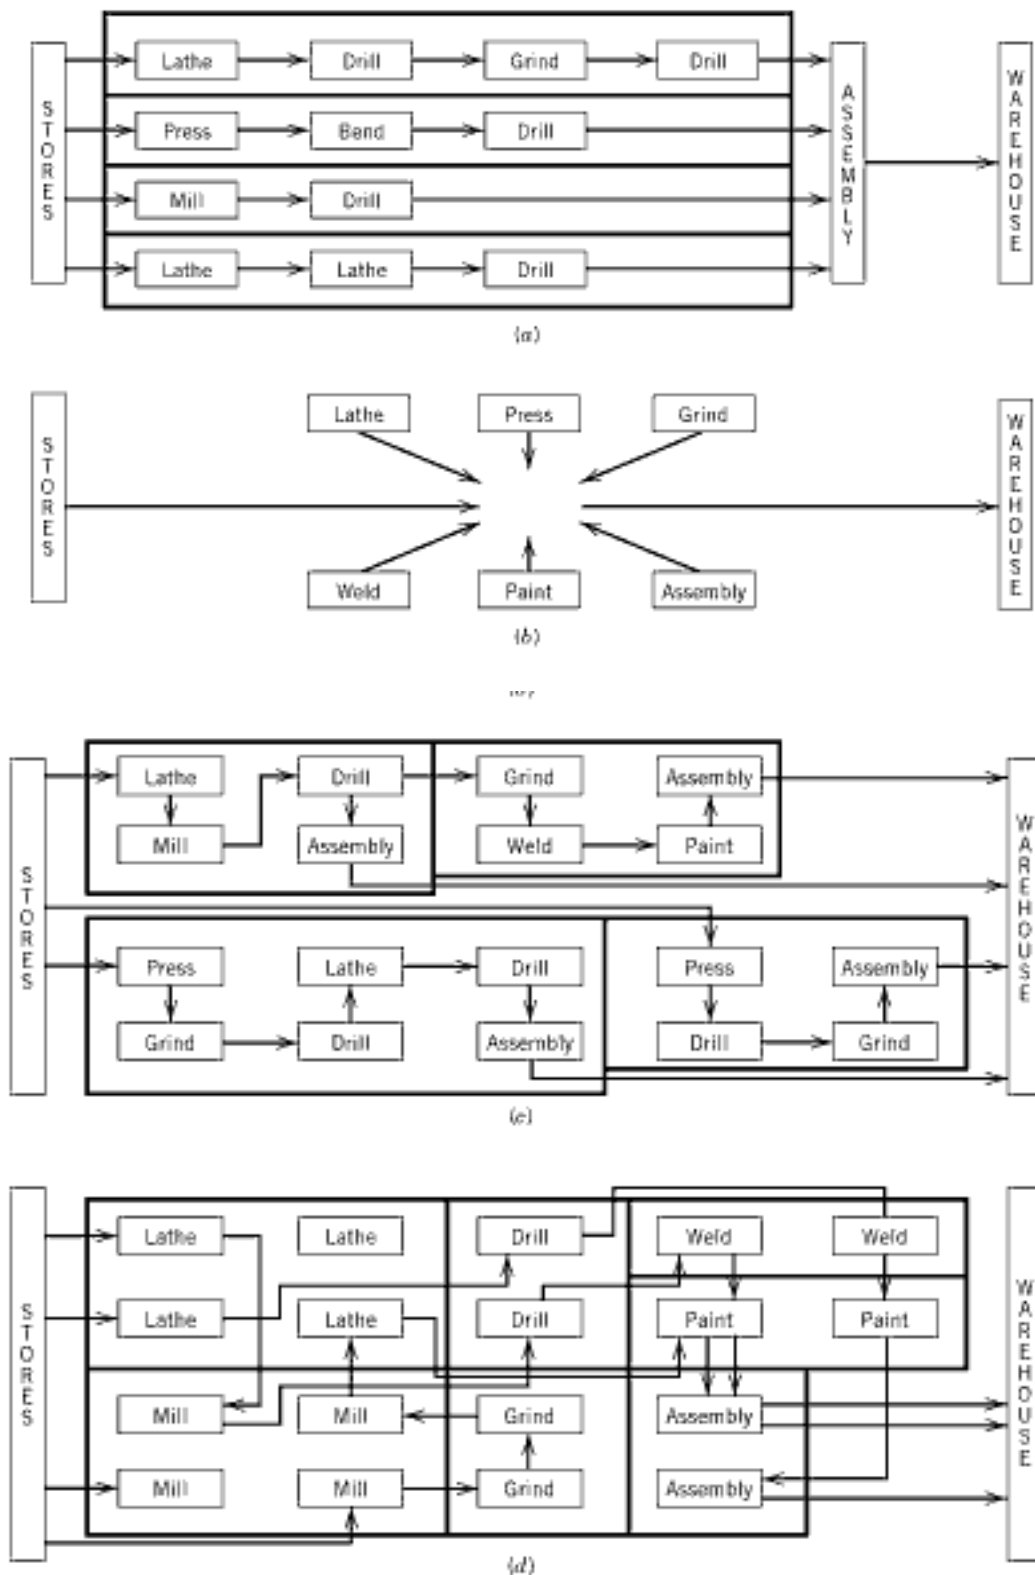 Lathe Drill Grind Drill
STORES
Press Bend Drill
ASSEMBLY
WAREHOUSE
Mill Drill
Lathe Lathe Drill
(a)
STORES
Lathe Press Grind
WAREHOUSE
Weld Paint Assembly
(b)
Lathe Drill Grind Assembly
Mill Assembly Weld Paint
STORES
WAREHOUSE
Press Lathe Drill Press Assembly
Grind Drill Assembly Drill Grind
(c)
Lathe Lathe Drill Weld Weld
STORES
Lathe Lathe Drill Paint Paint
WAREHOUSE
Mill Mill Grind Assembly
Mill Mill Grind Assembly
(d)